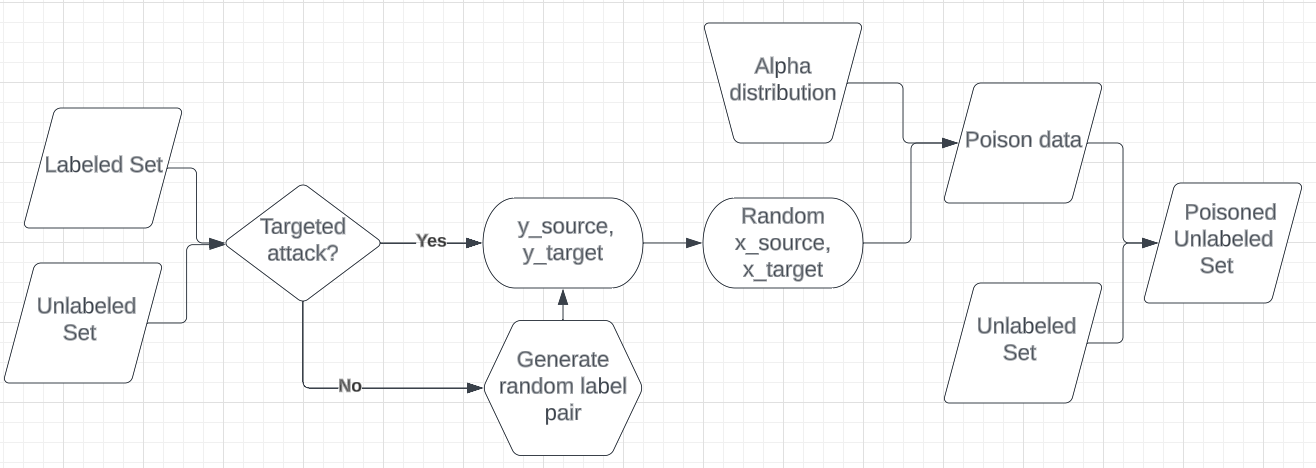 Labeled Set
Unlabeled
Set
Targeted
attack?
Yes
No
y_source,
y_target
Generate
random label
pair
Random
x_source,
x_target
Alpha
distribution
Poison data
Unlabeled
Set
Poisoned
Unlabeled
Set